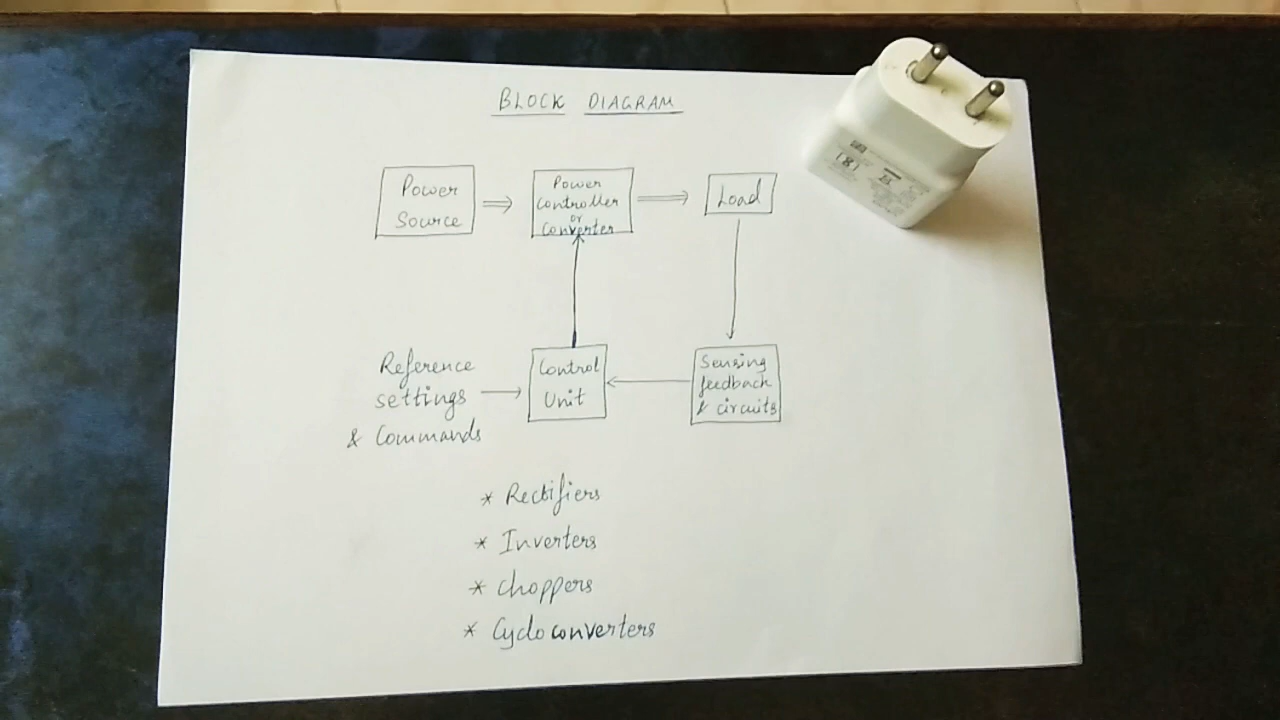 BLOCK DIAGRAM
Power
Source
Power
Controller
or
Converter
Load
Reference
settings
& Commands
Control
Unit
Sensing
feedback
& circuits
* Rectifiers
* Inverters
* Choppers
* Cycloconverters